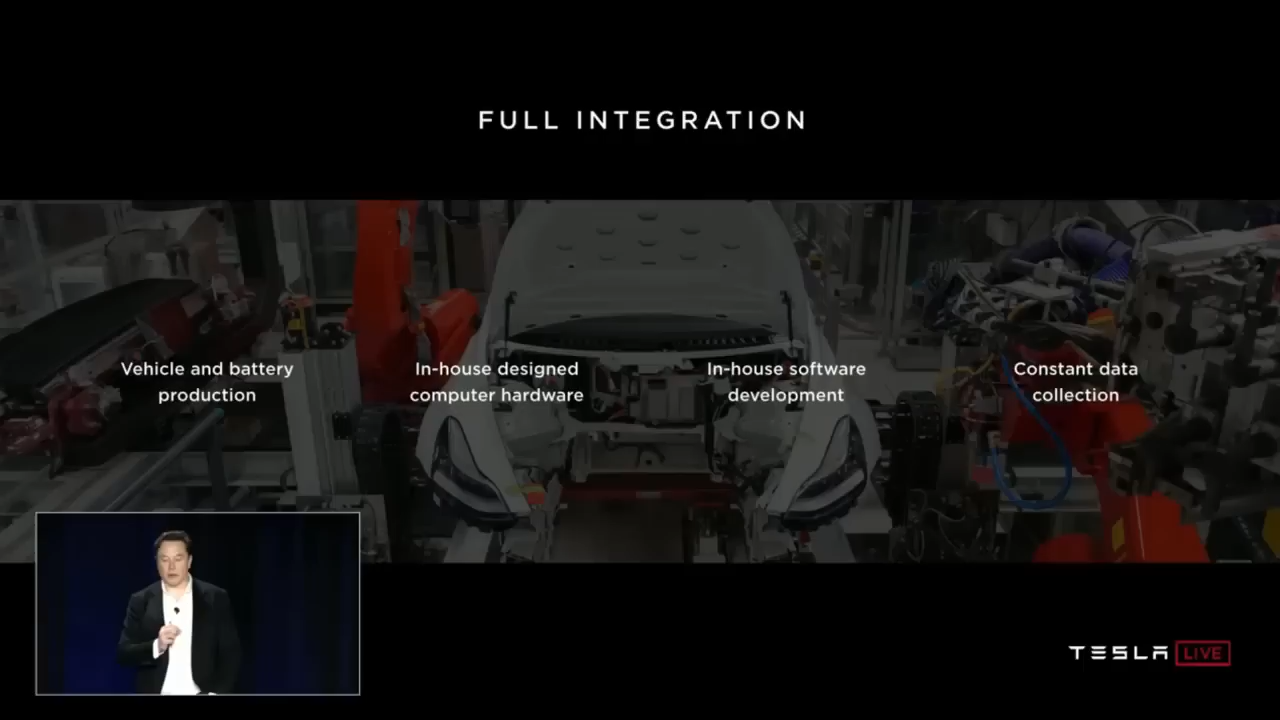 FULL INTEGRATION
Vehicle and battery
production
In-house designed
computer hardware
In-house software
development
Constant data
collection
TESLA LIVE